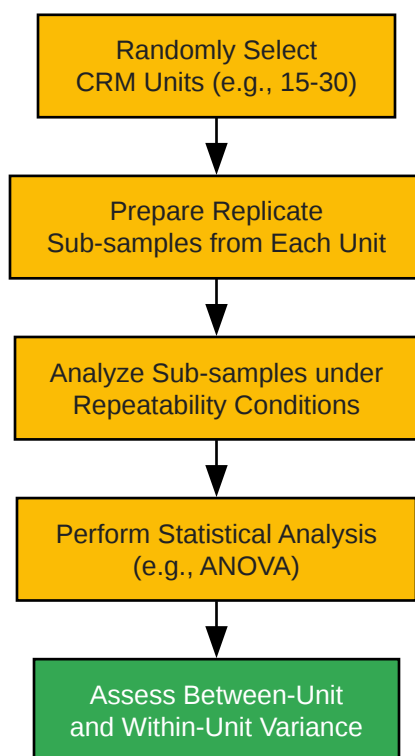 Randomly Select
CRM Units (e.g., 15-30)
Prepare Replicate
Sub-samples from Each Unit
Analyze Sub-samples under
Repeatability Conditions
Perform Statistical Analysis
(e.g., ANOVA)
Assess Between-Unit
and Within-Unit Variance